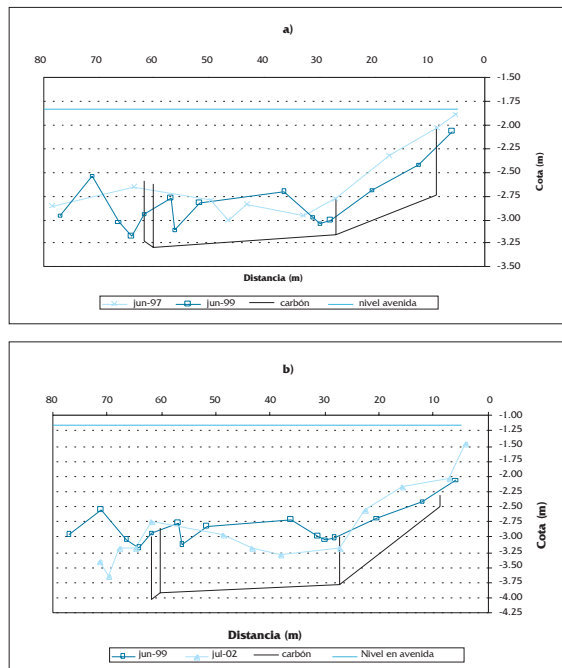 a)
80 70 60 50 40 30 20 10 0
-1.50
-1.75
-2.00
-2.25
-2.50
-2.75
-3.00
-3.25
-3.50
Cota (m)
Distancia (m)
jun-97 jun-99 carbón nivel avenida
b)
80 70 60 50 40 30 20 10 0
-1.00
-1.25
-1.50
-1.75
-2.00
-2.25
-2.50
-2.75
-3.00
-3.25
-3.50
-3.75
-4.00
-4.25
Cota (m)
Distancia (m)
jun-99 jul-02 carbón Nivel en avenida